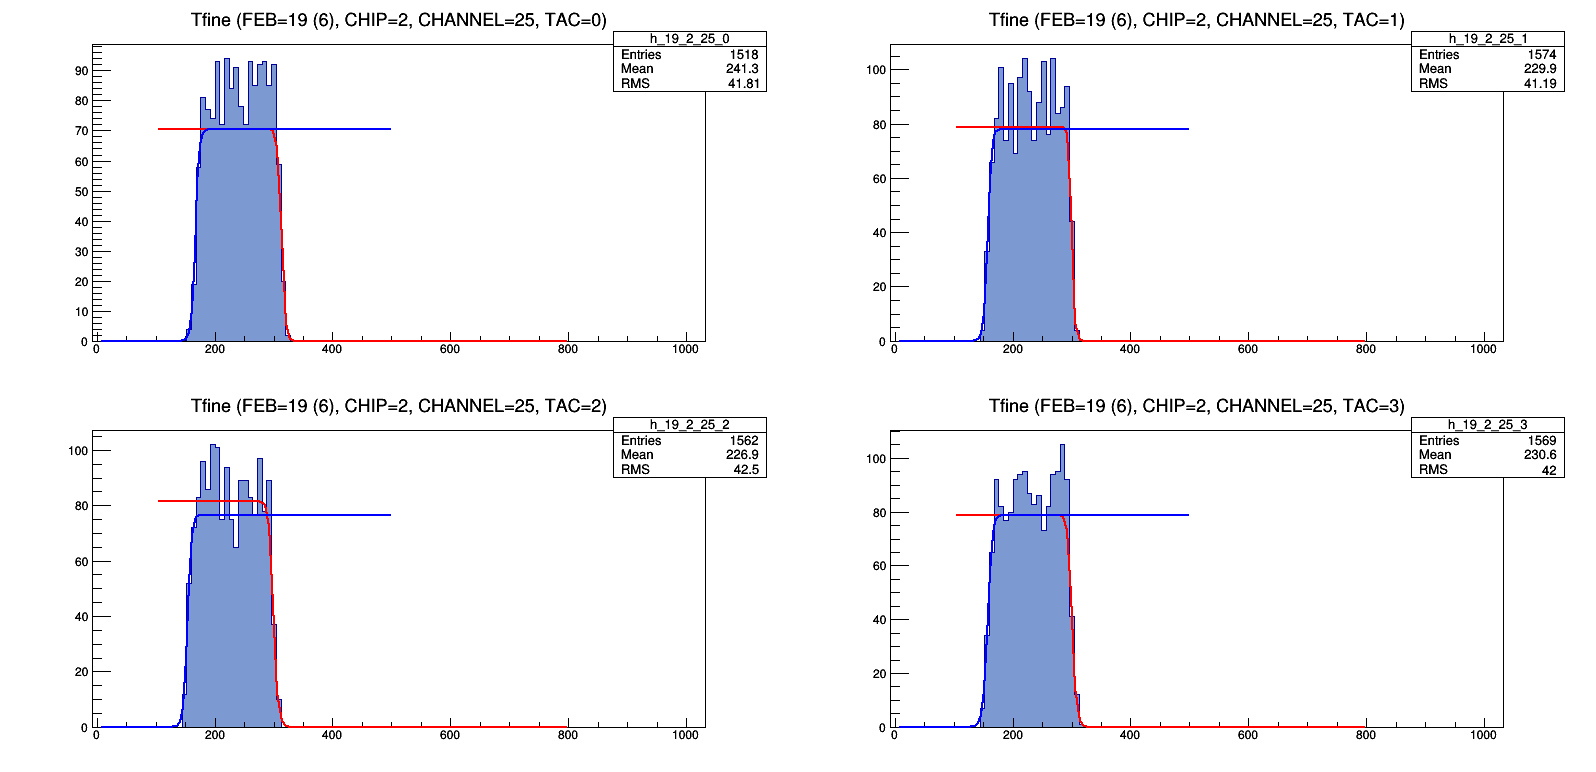 Tfine (FEB=19 (6), CHIP=2, CHANNEL=25, TAC=0)
h_19_2_25_0
Entries 1518
Mean 241.3
RMS 41.81
90
80
70
60
50
40
30
20
10
0
0 200 400 600 800 1000
Tfine (FEB=19 (6), CHIP=2, CHANNEL=25, TAC=1)
h_19_2_25_1
Entries 1574
Mean 229.9
RMS 41.19
100
80
60
40
20
0
0 200 400 600 800 1000
Tfine (FEB=19 (6), CHIP=2, CHANNEL=25, TAC=2)
h_19_2_25_2
Entries 1562
Mean 226.9
RMS 42.5
100
80
60
40
20
0
0 200 400 600 800 1000
Tfine (FEB=19 (6), CHIP=2, CHANNEL=25, TAC=3)
h_19_2_25_3
Entries 1569
Mean 230.6
RMS 42
100
80
60
40
20
0
0 200 400 600 800 1000